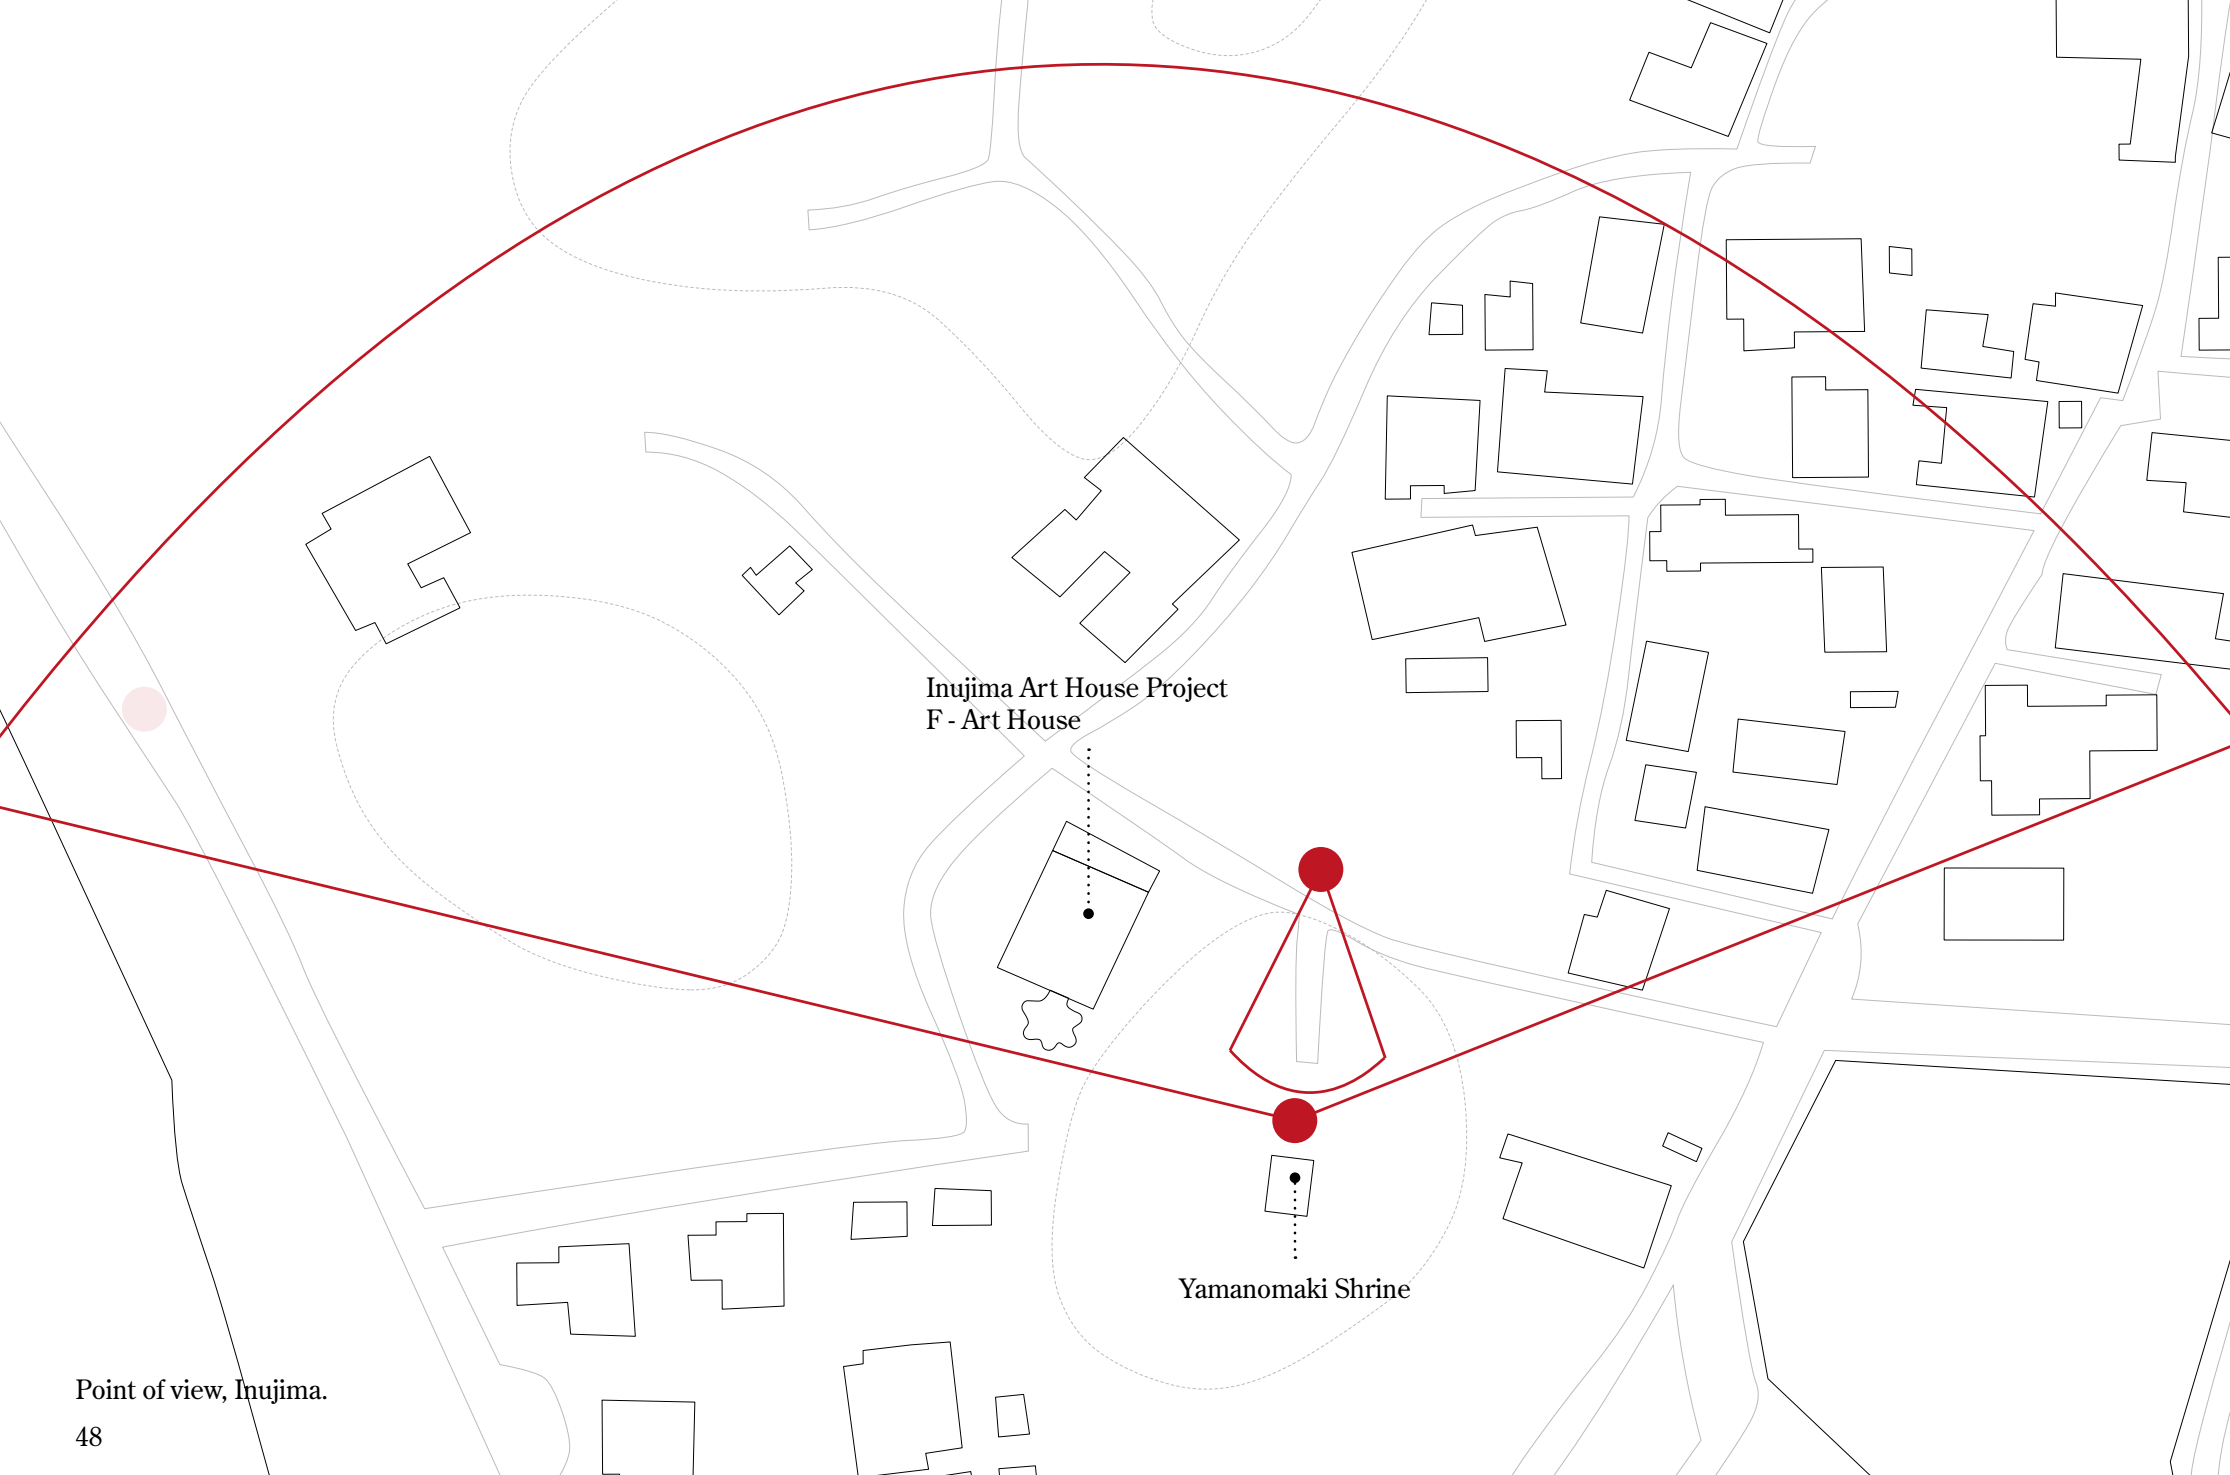 Inujima Art House Project
F - Art House
Yamanomaki Shrine
Point of view, Inujima.
48